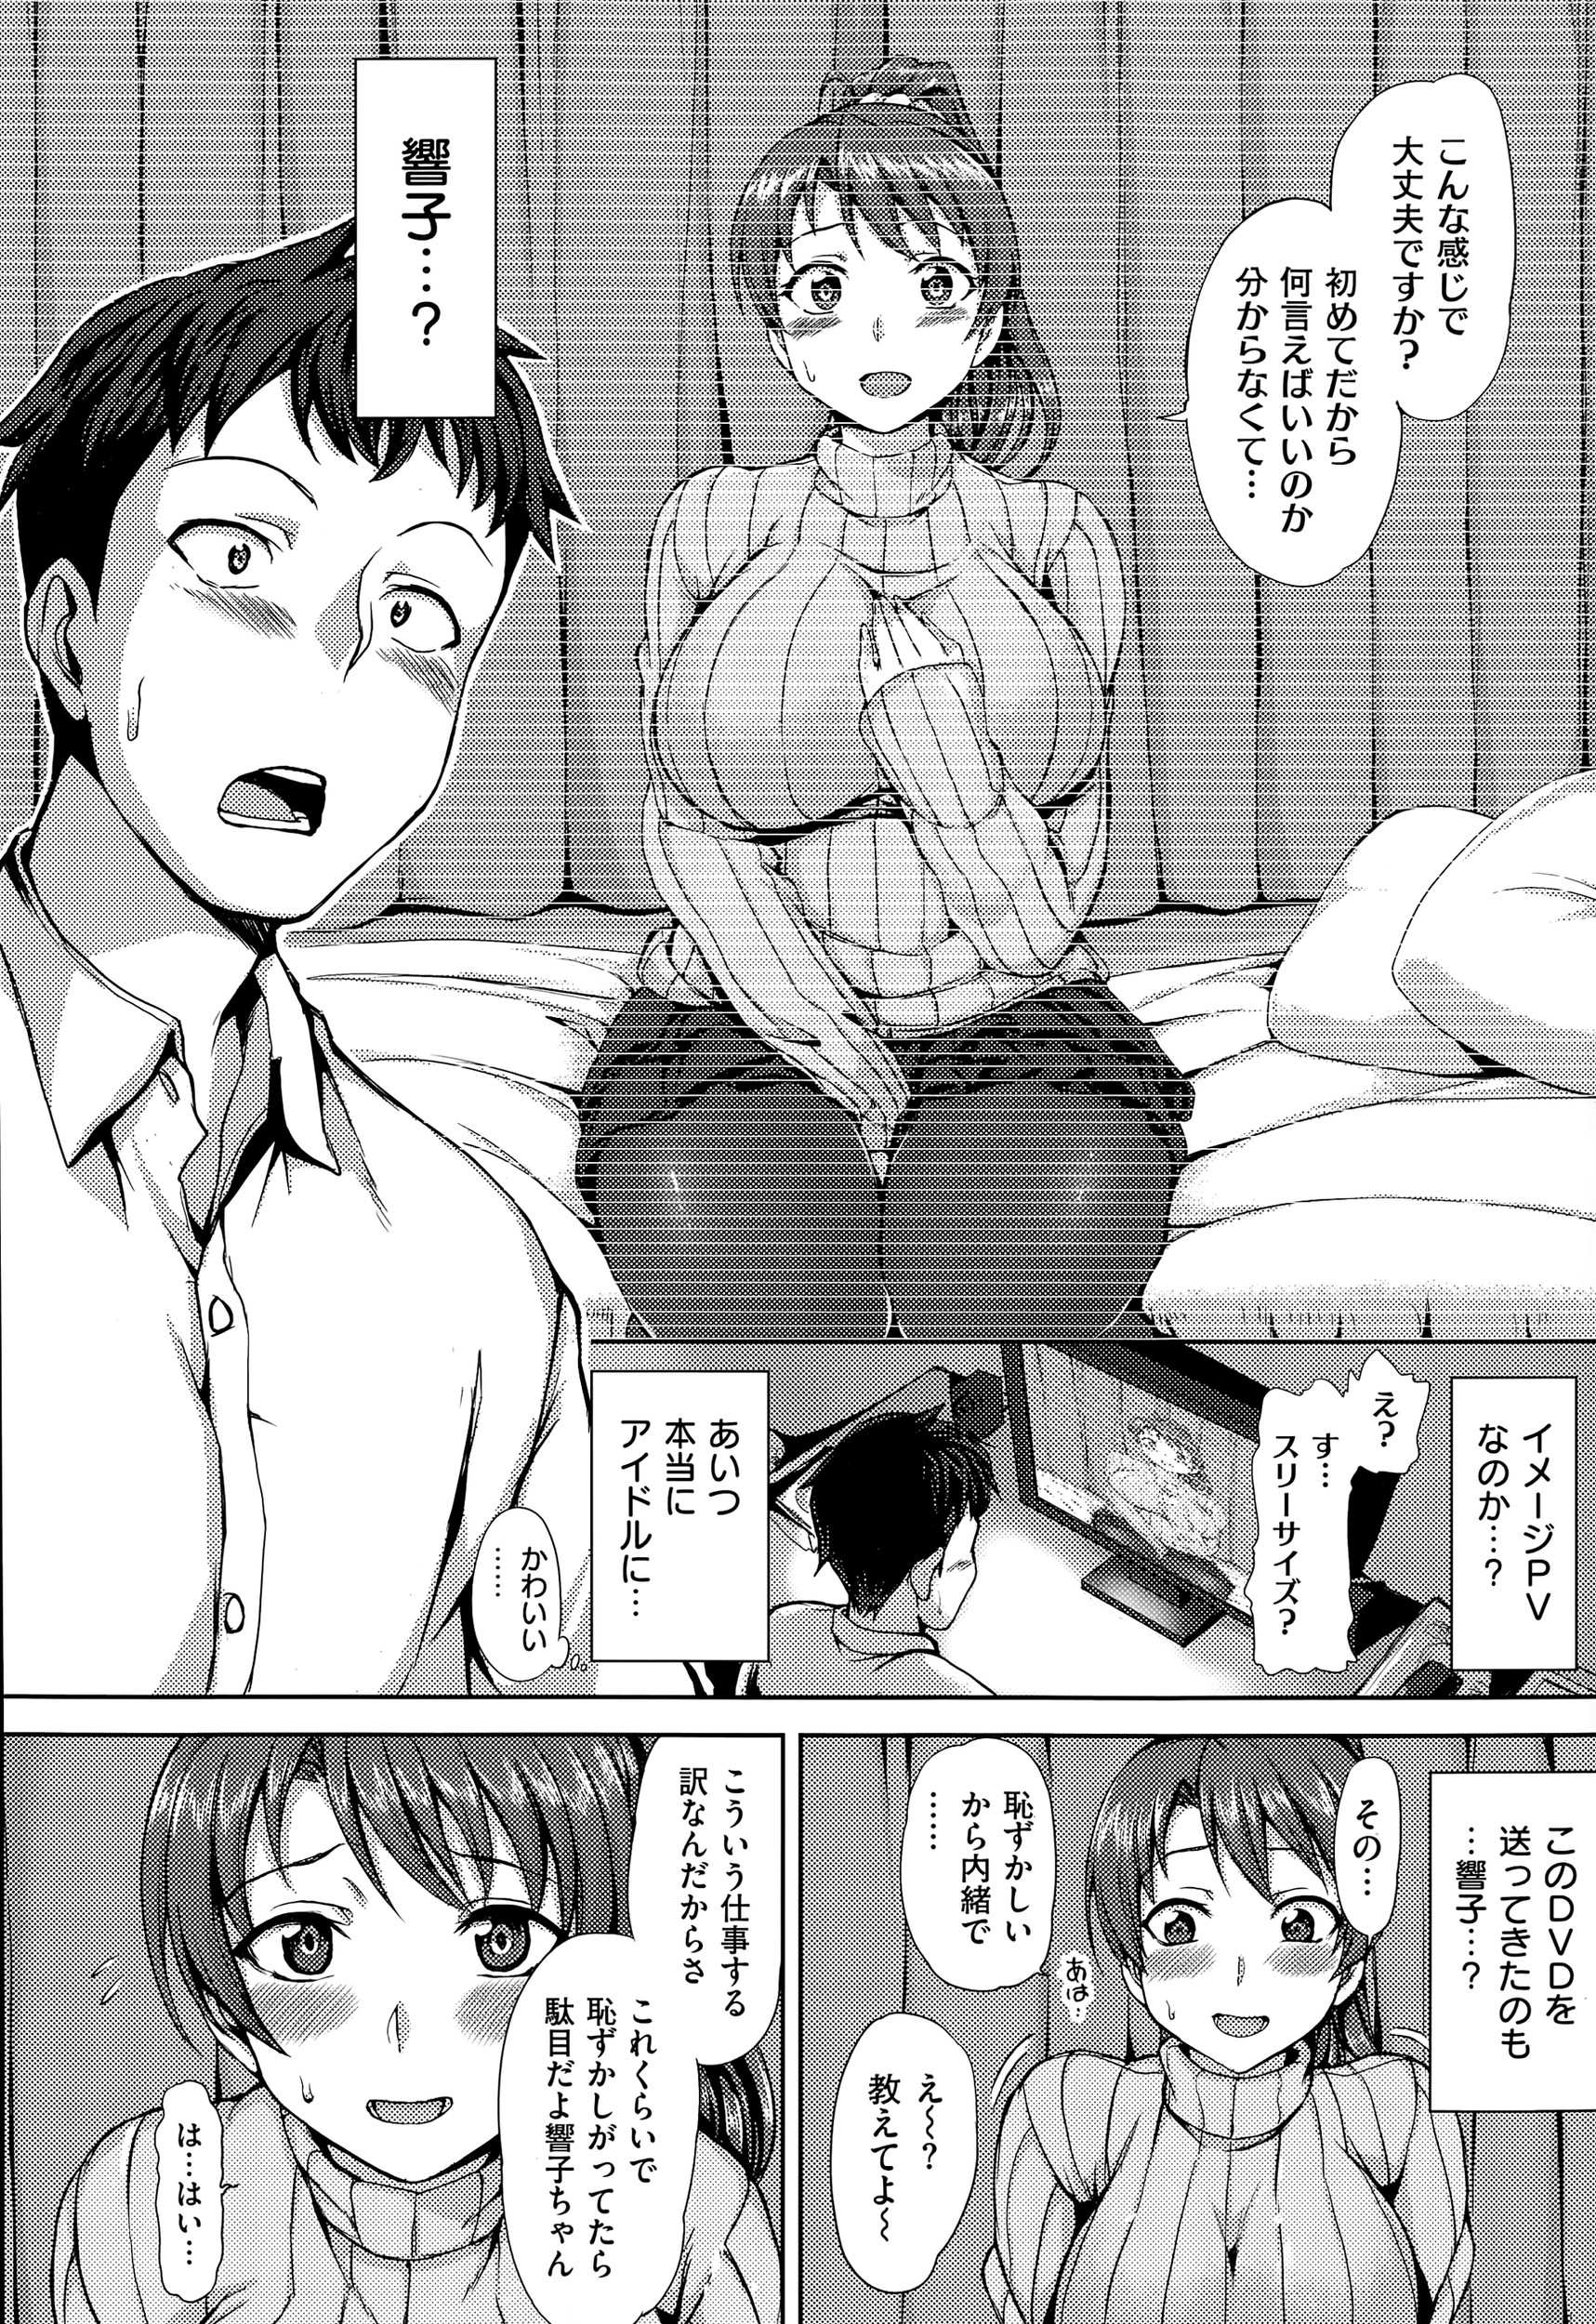 こんな感じで
大丈夫ですか？
初めてだから
何言えばいいのか
分からなくて…
響子……？
イメージＰＶ
なのか…？
え？
す…
スリーサイズ？
あいつ
本当に
アイドルに…
かわいい
……
このＤＶＤを
送ってきたのも
…響子…？
その…
恥ずかしい
から内緒で
……
あは…
え～？
教えてよ～
こういう仕事する
訳なんだからさ
これくらいで
恥ずかしがってたら
駄目だよ響子ちゃん
は…はい…